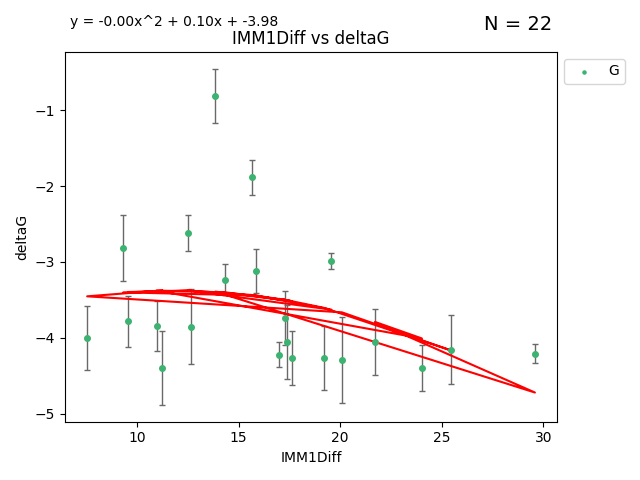 y = -0.00x^2 + 0.10x + -3.98
N = 22
IMM1Diff vs deltaG
G
deltaG
−1
−2
−3
−4
−5
10 15 20 25 30
IMM1Diff